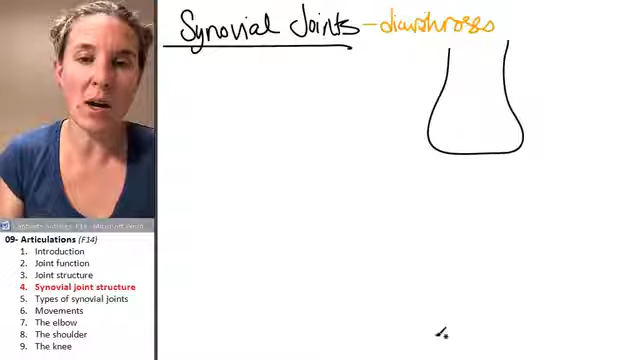 Synovial Joints - diarthroses
09- Articulations (F14)
1. Introduction
2. Joint function
3. Joint structure
4. Synovial joint structure
5. Types of synovial joints
6. Movements
7. The elbow
8. The shoulder
9. The knee